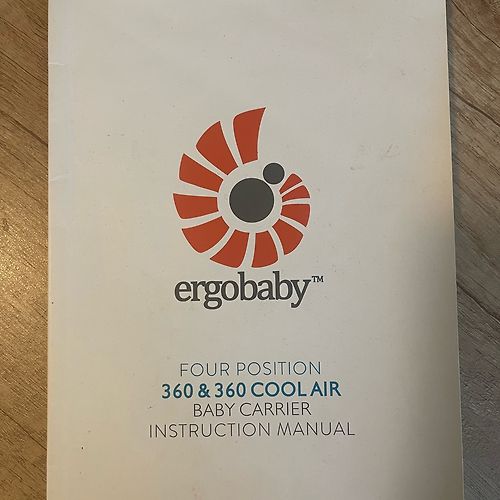 ergobaby™
FOUR POSITION
360 & 360 COOL AIR
BABY CARRIER
INSTRUCTION MANUAL